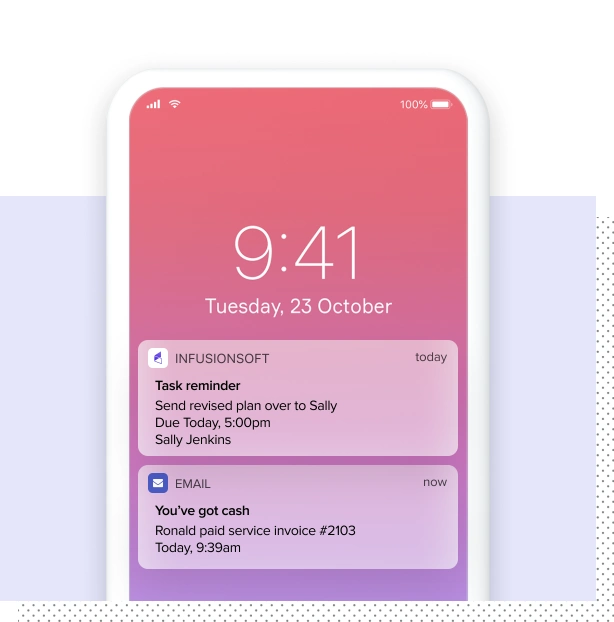 100%
9:41
Tuesday, 23 October
INFUSIONSOFT today
Task reminder
Send revised plan over to Sally
Due Today, 5:00pm
Sally Jenkins
EMAIL now
You've got cash
Ronald paid service invoice #2103
Today, 9:39am